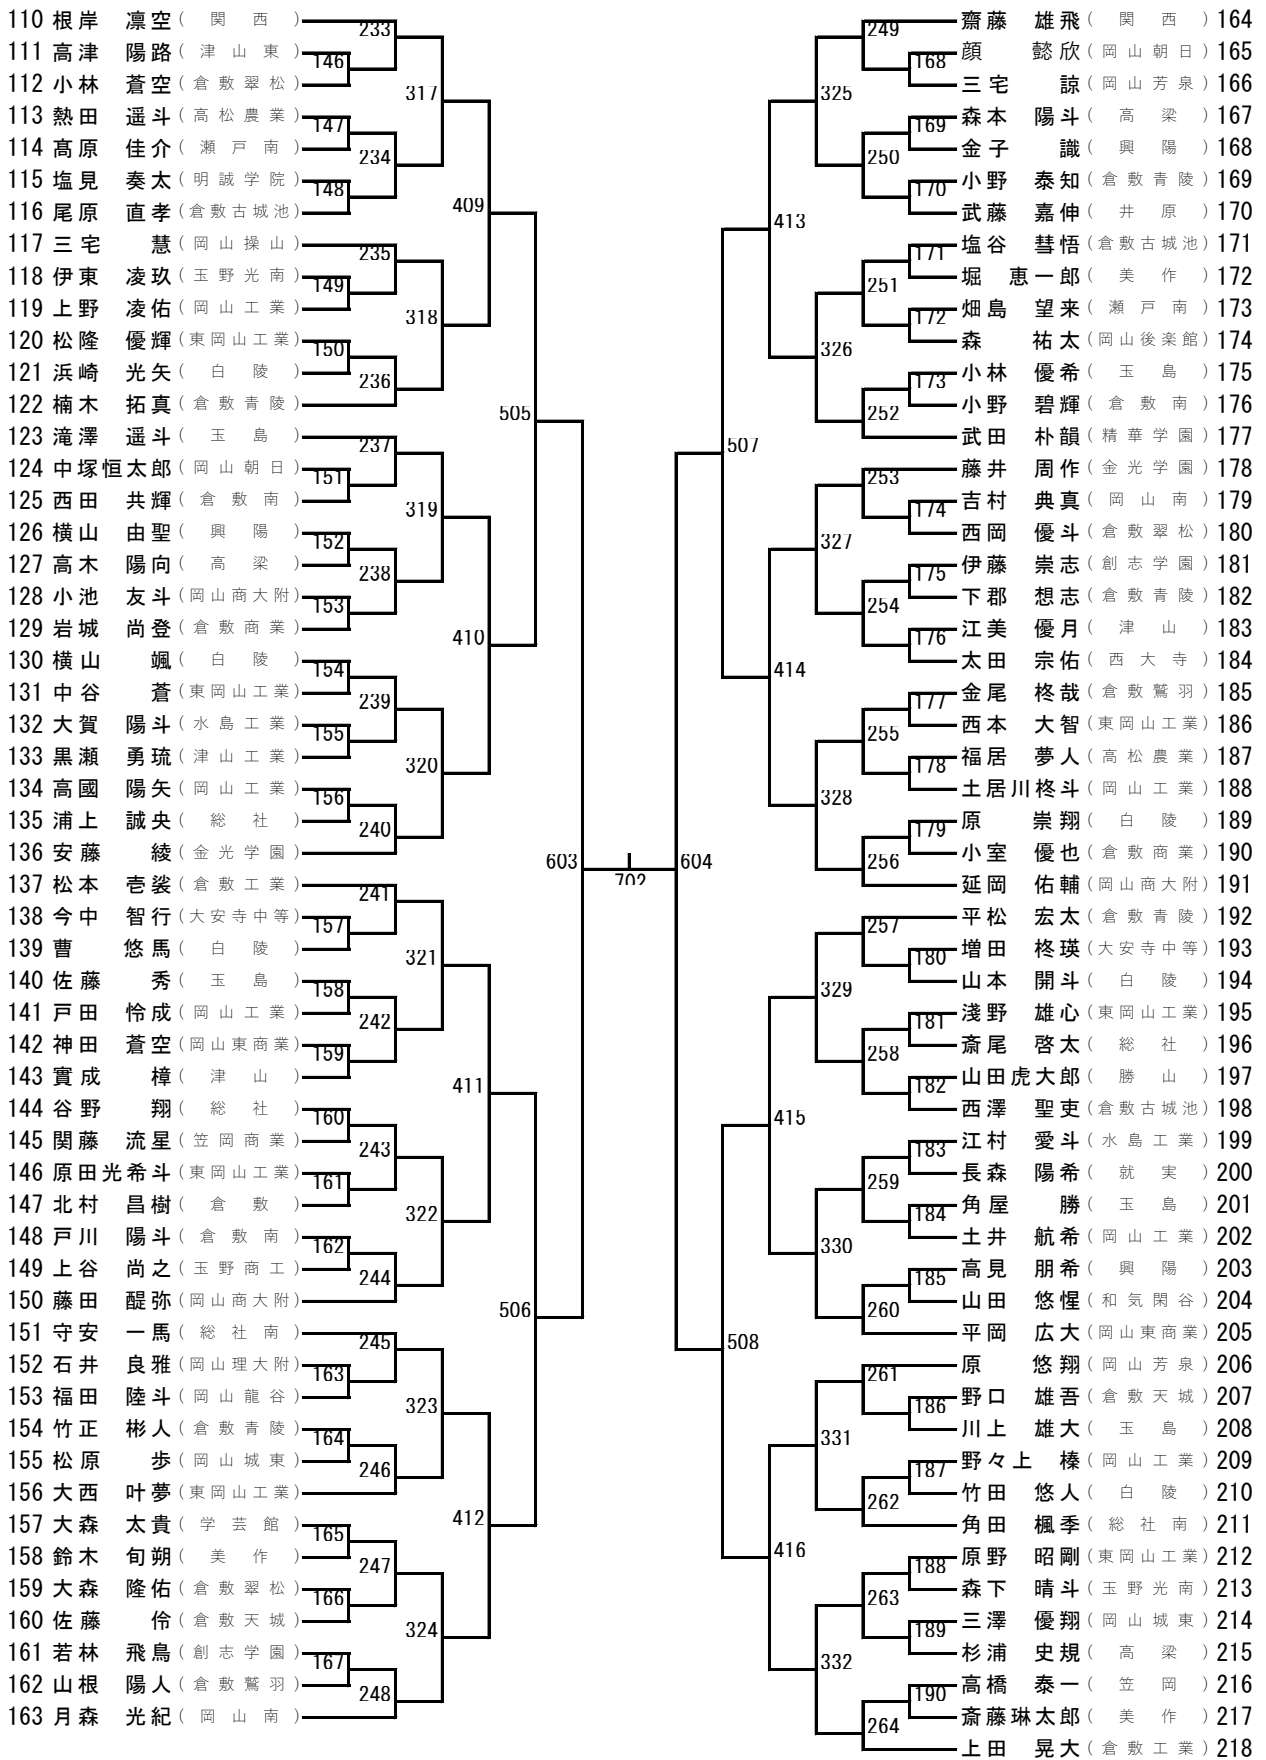 110 根岸 凛空 (関西)
111 高津 陽路 (津山東)
112 小林 蒼空 (倉敷翠松)
113 熱田 遥斗 (高松農業)
114 髙原 佳介 (瀬戸南)
115 塩見 奏太 (明誠学院)
116 尾原 直孝 (倉敷古城池)
117 三宅 慧 (岡山操山)
118 伊東 凌玖 (玉野光南)
119 上野 凌佑 (岡山工業)
120 松隆 優輝 (東岡山工業)
121 浜崎 光矢 (白陵)
122 楠木 拓真 (倉敷青陵)
123 滝澤 遥斗 (玉島)
124 中塚恒太郎 (岡山朝日)
125 西田 共輝 (倉敷南)
126 横山 由聖 (興陽)
127 高木 陽向 (高梁)
128 小池 友斗 (岡山商大附)
129 岩城 尚登 (倉敷商業)
130 横山 颯 (白陵)
131 中谷 蒼 (東岡山工業)
132 大賀 陽斗 (水島工業)
133 黒瀬 勇琉 (津山工業)
134 高國 陽矢 (岡山工業)
135 浦上 誠央 (総社)
136 安藤 綾 (金光学園)
137 松本 壱裟 (倉敷工業)
138 今中 智行 (大安寺中等)
139 曹 悠馬 (白陵)
140 佐藤 秀 (玉島)
141 戸田 怜成 (岡山工業)
142 神田 蒼空 (岡山東商業)
143 實成 樟 (津山)
144 谷野 翔 (総社)
145 関藤 流星 (笠岡商業)
146 原田光希斗 (東岡山工業)
147 北村 昌樹 (倉敷)
148 戸川 陽斗 (倉敷南)
149 上谷 尚之 (玉野商工)
150 藤田 醍弥 (岡山商大附)
151 守安 一馬 (総社南)
152 石井 良雅 (岡山理大附)
153 福田 陸斗 (岡山龍谷)
154 竹正 彬人 (倉敷青陵)
155 松原 歩 (岡山城東)
156 大西 叶夢 (東岡山工業)
157 大森 太貴 (学芸館)
158 鈴木 旬朔 (美作)
159 大森 隆佑 (倉敷翠松)
160 佐藤 伶 (倉敷天城)
161 若林 飛鳥 (創志学園)
162 山根 陽人 (倉敷鷲羽)
163 月森 光紀 (岡山南)
233
146
147
234
148
235
149
150
236
237
151
152
238
153
154
239
155
156
240
241
157
158
242
159
160
243
161
162
244
245
163
164
246
165
247
166
167
248
317
318
319
320
321
322
323
324
409
410
411
412
505
506
603
702
604
507
508
413
414
415
416
325
326
327
328
329
330
331
332
249
168
169
250
170
171
251
172
173
252
253
174
175
254
176
177
255
178
179
256
257
180
181
258
182
183
259
184
185
260
261
186
187
262
188
263
189
190
264
齋藤 雄飛 (関西) 164
顔 懿欣 (岡山朝日) 165
三宅 諒 (岡山芳泉) 166
森本 陽斗 (高梁) 167
金子 識 (興陽) 168
小野 泰知 (倉敷青陵) 169
武藤 嘉伸 (井原) 170
塩谷 彗悟 (倉敷古城池) 171
堀 恵一郎 (美作) 172
畑島 望来 (瀬戸南) 173
森 祐太 (岡山後楽館) 174
小林 優希 (玉島) 175
小野 碧輝 (倉敷南) 176
武田 朴韻 (精華学園) 177
藤井 周作 (金光学園) 178
吉村 典真 (岡山南) 179
西岡 優斗 (倉敷翠松) 180
伊藤 崇志 (創志学園) 181
下郡 想志 (倉敷青陵) 182
江美 優月 (津山) 183
太田 宗佑 (西大寺) 184
金尾 柊哉 (倉敷鷲羽) 185
西本 大智 (東岡山工業) 186
福居 夢人 (高松農業) 187
土居川柊斗 (岡山工業) 188
原 崇翔 (白陵) 189
小室 優也 (倉敷商業) 190
延岡 佑輔 (岡山商大附) 191
平松 宏太 (倉敷青陵) 192
増田 柊瑛 (大安寺中等) 193
山本 開斗 (白陵) 194
淺野 雄心 (東岡山工業) 195
斎尾 啓太 (総社) 196
山田虎大郎 (勝山) 197
西澤 聖吏 (倉敷古城池) 198
江村 愛斗 (水島工業) 199
長森 陽希 (就実) 200
角屋 勝 (玉島) 201
土井 航希 (岡山工業) 202
高見 朋希 (興陽) 203
山田 悠惺 (和気閑谷) 204
平岡 広大 (岡山東商業) 205
原 悠翔 (岡山芳泉) 206
野口 雄吾 (倉敷天城) 207
川上 雄大 (玉島) 208
野々上 榛 (岡山工業) 209
竹田 悠人 (白陵) 210
角田 楓季 (総社南) 211
原野 昭剛 (東岡山工業) 212
森下 晴斗 (玉野光南) 213
三澤 優翔 (岡山城東) 214
杉浦 史規 (高梁) 215
高橋 泰一 (笠岡) 216
斎藤琳太郎 (美作) 217
上田 晃大 (倉敷工業) 218